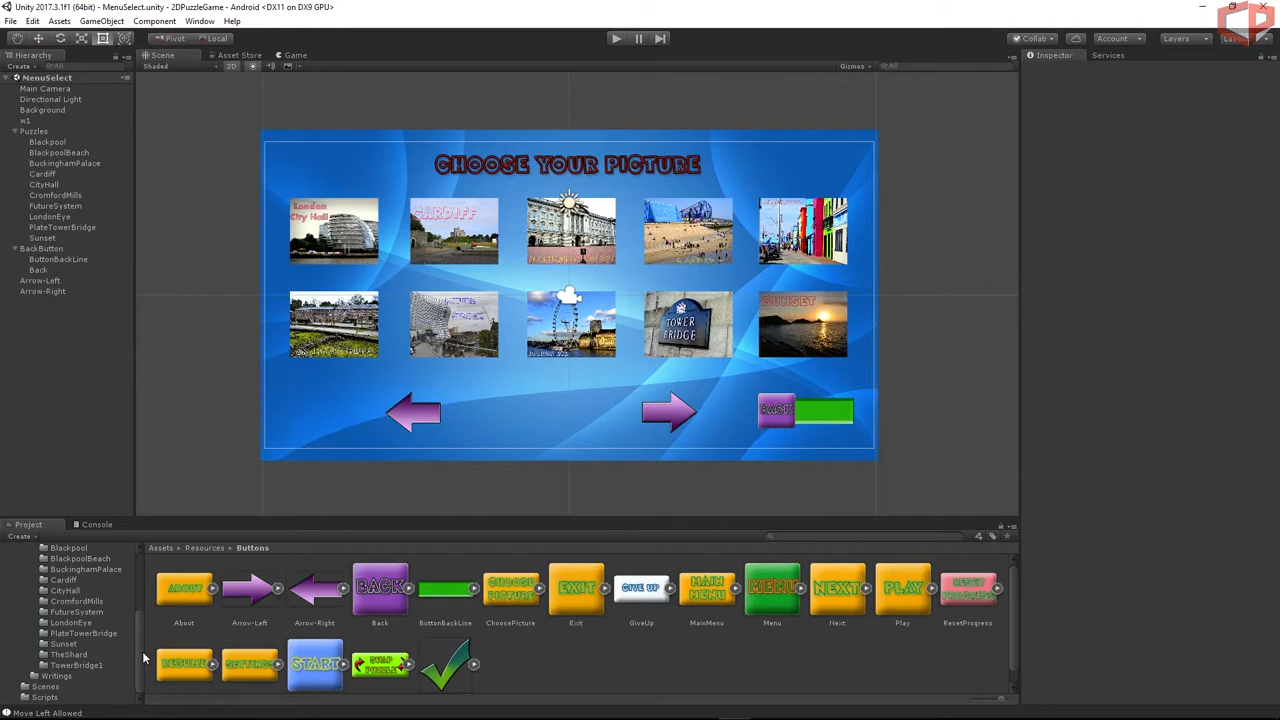 Unity 2017.3.1f1 (64bit) - MenuSelect.unity - 2DPuzzleGame - Android <DX11 on DX9 GPU>
File Edit Assets GameObject Component Window Help
Pivot Local Collab Account Layers
Hierarchy
Create All
MenuSelect
Main Camera
Directional Light
Background
w1
Puzzles
Blackpool
BlackpoolBeach
BuckinghamPalace
Cardiff
CityHall
CromfordMills
FutureSystem
LondonEye
PlateTowerBridge
Sunset
BackButton
ButtonBackLine
Back
Arrow-Left
Arrow-Right
Scene Asset Store Game
Shaded 2D Gizmos All
CHOOSE YOUR PICTURE
London
City Hall
CARDIFF
TOWER
BRIDGE
SUNSET
BACK
Inspector Services
Project Console
Create
Blackpool
BlackpoolBeach
BuckinghamPalace
Cardiff
CityHall
CromfordMills
FutureSystem
LondonEye
PlateTowerBridge
Sunset
TheShard
TowerBridge1
Writings
Scenes
Scripts
Assets Resources Buttons
ABOUT BACK CHOOSE PICTURE EXIT GIVE UP MAIN MENU MENU NEXT PLAY RESET PROGRESS
About Arrow-Left Arrow-Right Back ButtonBackLine ChoosePicture Exit GiveUp MainMenu Menu Next Play ResetProgress
RESUME SETTINGS START SWAP PUZZLE
Move Left Allowed